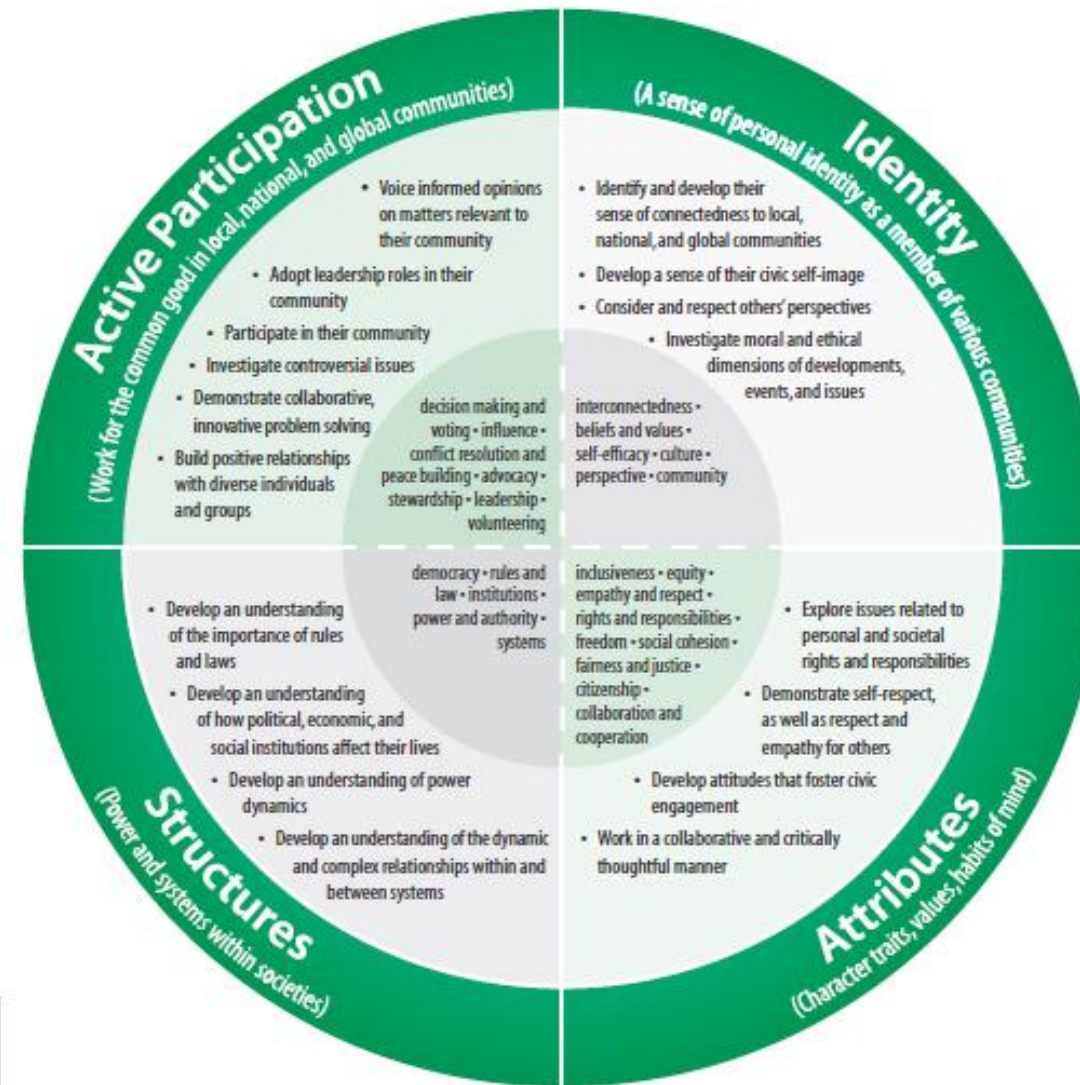 Active Participation
(Work for the common good in local, national, and global communities)
• Voice informed opinions
on matters relevant to
their community
• Adopt leadership roles in their
community
• Participate in their community
• Investigate controversial issues
• Demonstrate collaborative,
innovative problem solving
• Build positive relationships
with diverse individuals
and groups
decision making and
voting • influence •
conflict resolution and
peace building • advocacy •
stewardship • leadership •
volunteering
Identity
(A sense of personal identity as a member of various communities)
• Identify and develop their
sense of connectedness to local,
national, and global communities
• Develop a sense of their civic self-image
• Consider and respect others' perspectives
• Investigate moral and ethical
dimensions of developments,
events, and issues
interconnectedness •
beliefs and values •
self-efficacy • culture •
perspective • community
Structures
(Power and systems within societies)
• Develop an understanding
of the importance of rules
and laws
• Develop an understanding
of how political, economic, and
social institutions affect their lives
• Develop an understanding of power
dynamics
• Develop an understanding of the dynamic
and complex relationships within and
between systems
democracy • rules and
law • institutions •
power and authority •
systems
Attributes
(Character traits, values, habits of mind)
inclusiveness • equity •
empathy and respect •
rights and responsibilities •
freedom • social cohesion •
fairness and justice •
citizenship •
collaboration and
cooperation
• Explore issues related to
personal and societal
rights and responsibilities
• Demonstrate self-respect,
as well as respect and
empathy for others
• Develop attitudes that foster civic
engagement
• Work in a collaborative and critically
thoughtful manner